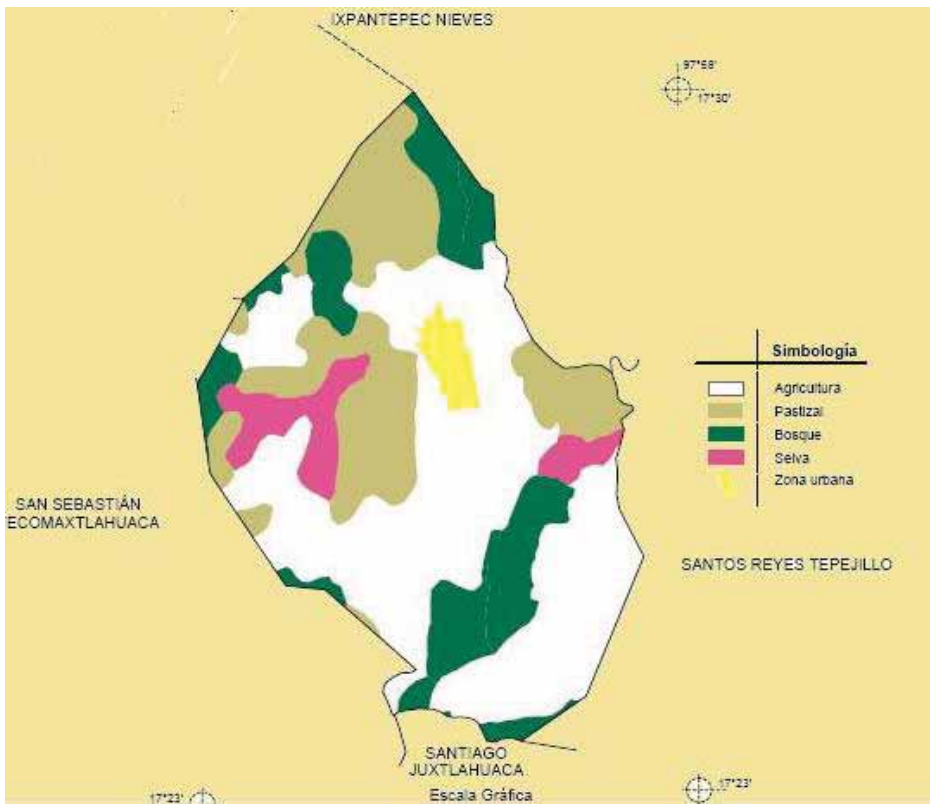 IXPANTEPEC NIEVES
97°58'
17°30'
Simbología
Agricultura
Pastizal
Bosque
Selva
Zona urbana
SAN SEBASTIÁN
ECOMAXTLAHUACA
SANTOS REYES TEPEJILLO
SANTIAGO
JUXTLAHUACA
17°23'
17°23'
Escala Gráfica